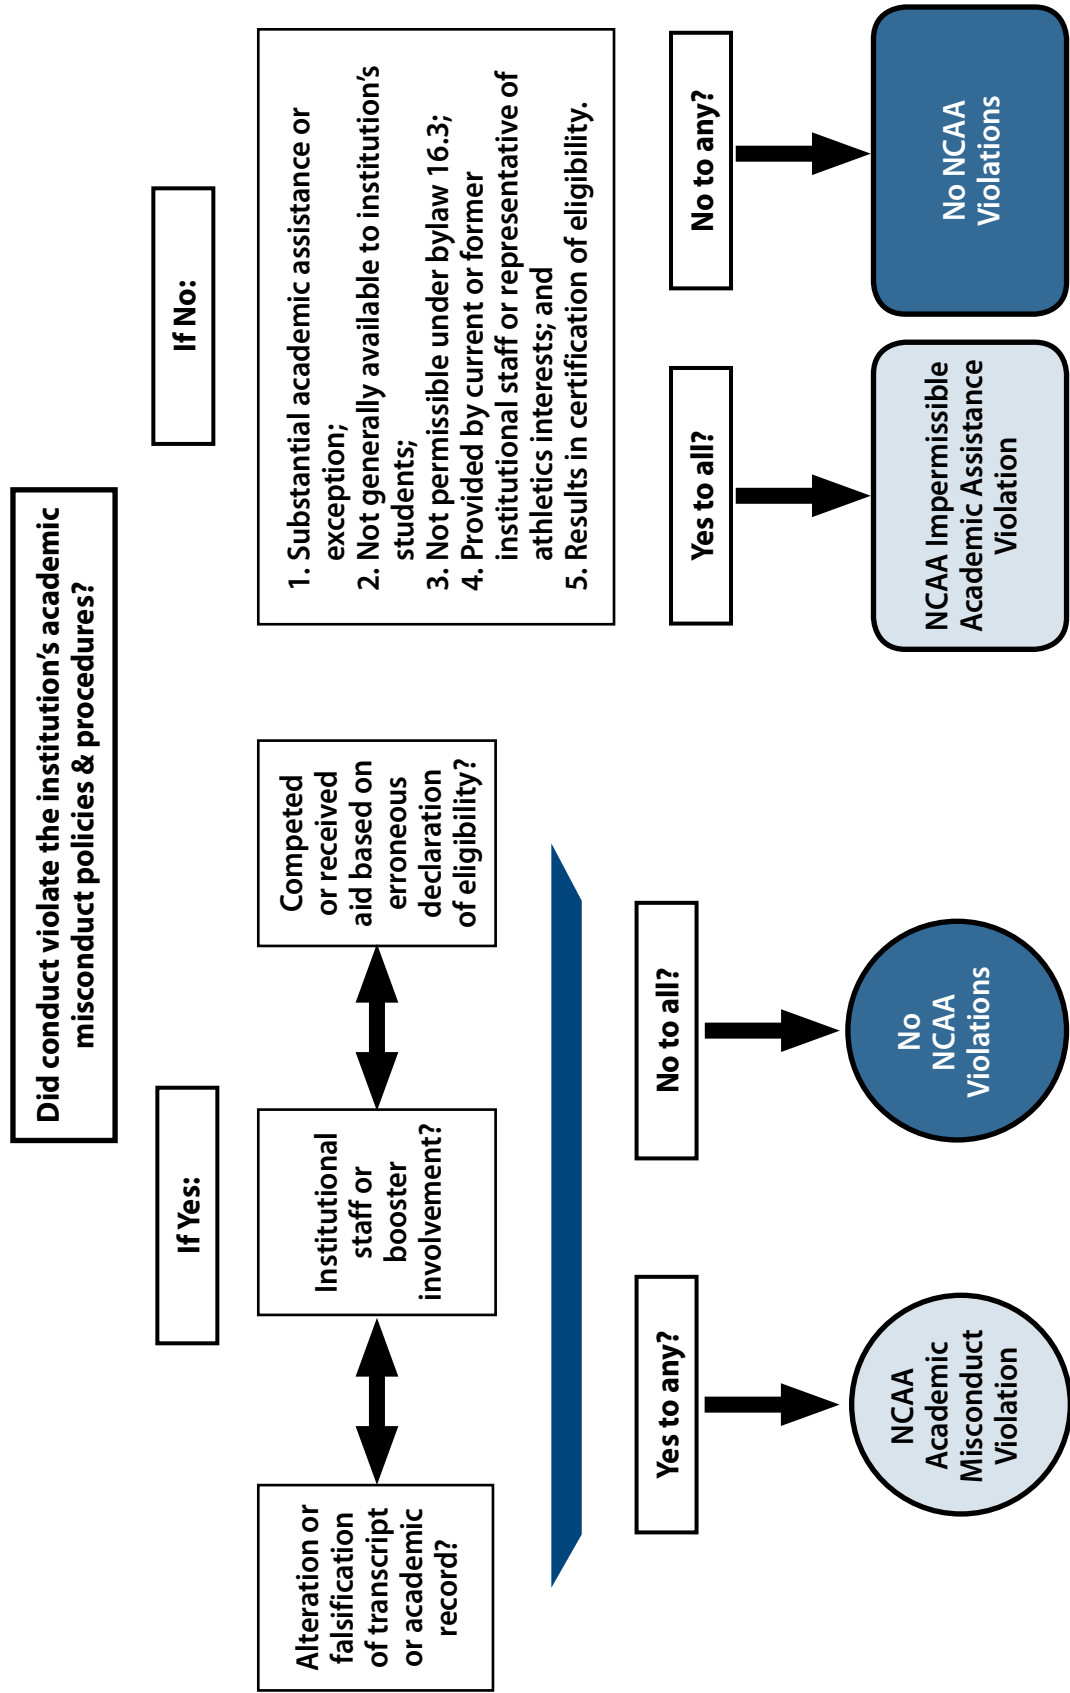 Did conduct violate the institution’s academic
misconduct policies & procedures?
If Yes:
Alteration or
falsification
of transcript
or academic
record?
Institutional
staff or
booster
involvement?
Competed
or received
aid based on
erroneous
declaration
of eligibility?
Yes to any?
No to all?
NCAA
Academic
Misconduct
Violation
No
NCAA
Violations
If No:
1. Substantial academic assistance or
exception;
2. Not generally available to institution’s
students;
3. Not permissible under bylaw 16.3;
4. Provided by current or former
institutional staff or representative of
athletics interests; and
5. Results in certification of eligibility.
Yes to all?
No to any?
NCAA Impermissible
Academic Assistance
Violation
No NCAA
Violations